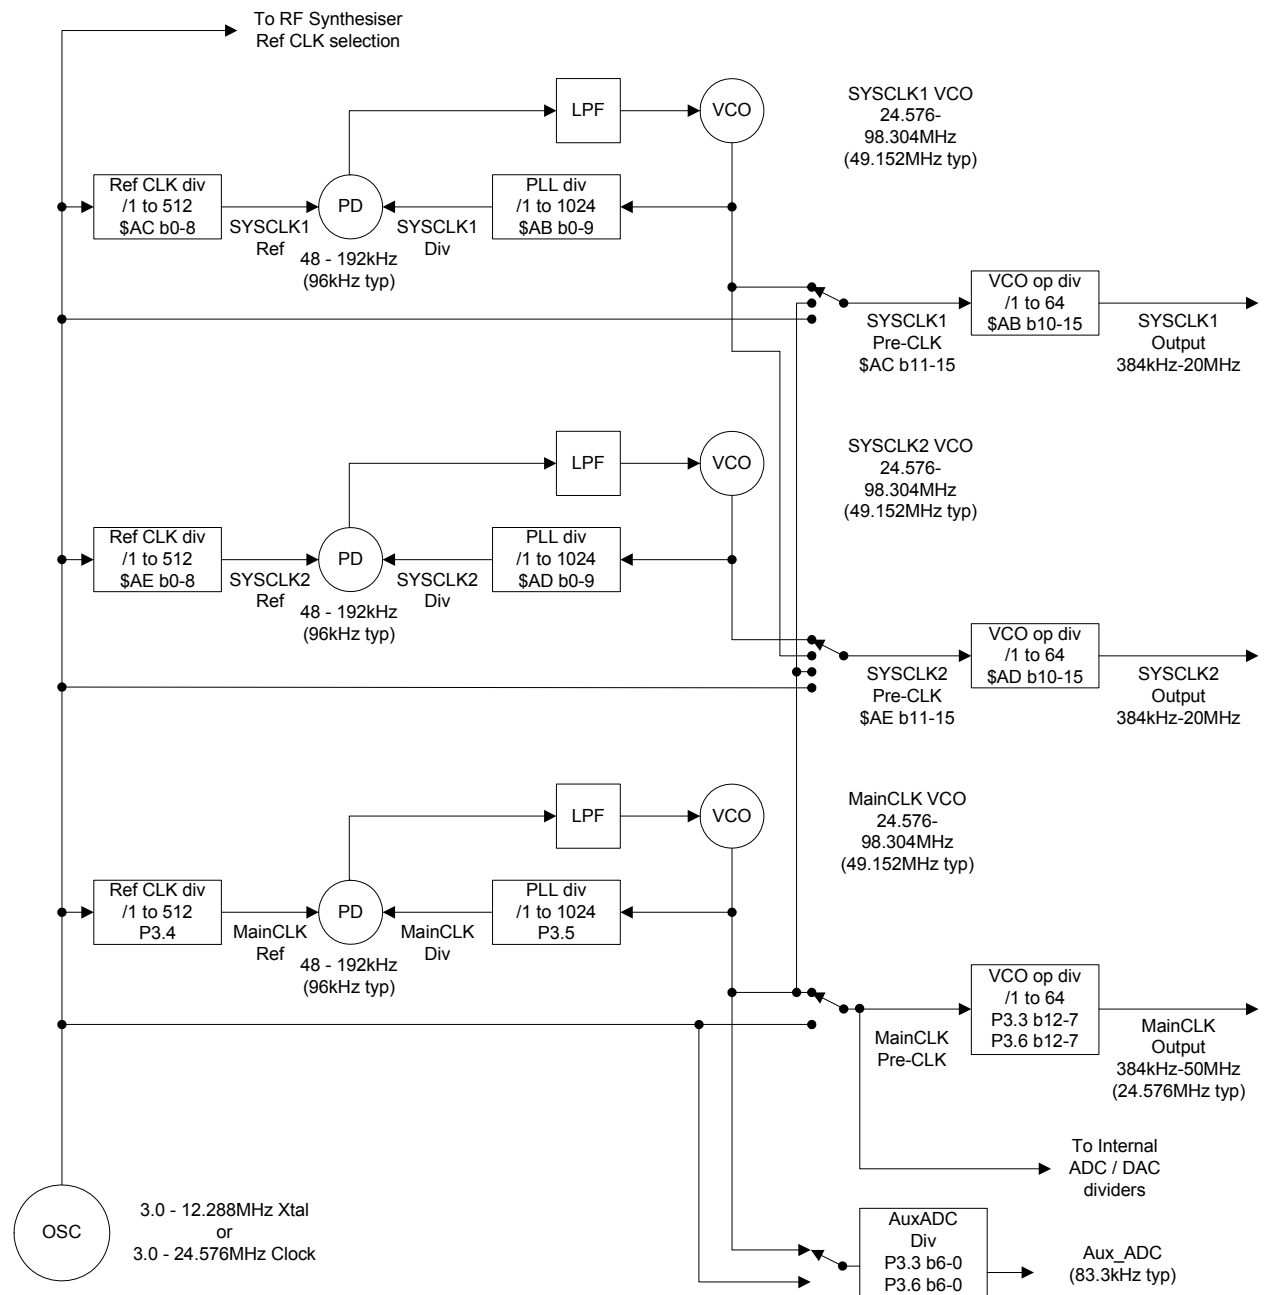 To RF Synthesiser
Ref CLK selection
LPF
VCO
SYSCLK1 VCO
24.576-
98.304MHz
(49.152MHz typ)
Ref CLK div
/1 to 512
$AC b0-8
SYSCLK1
Ref
PD
48 - 192kHz
(96kHz typ)
SYSCLK1
Div
PLL div
/1 to 1024
$AB b0-9
SYSCLK1
Pre-CLK
$AC b11-15
VCO op div
/1 to 64
$AB b10-15
SYSCLK1
Output
384kHz-20MHz
LPF
VCO
SYSCLK2 VCO
24.576-
98.304MHz
(49.152MHz typ)
Ref CLK div
/1 to 512
$AE b0-8
SYSCLK2
Ref
PD
48 - 192kHz
(96kHz typ)
SYSCLK2
Div
PLL div
/1 to 1024
$AD b0-9
SYSCLK2
Pre-CLK
$AE b11-15
VCO op div
/1 to 64
$AD b10-15
SYSCLK2
Output
384kHz-20MHz
LPF
VCO
MainCLK VCO
24.576-
98.304MHz
(49.152MHz typ)
Ref CLK div
/1 to 512
P3.4
MainCLK
Ref
PD
48 - 192kHz
(96kHz typ)
MainCLK
Div
PLL div
/1 to 1024
P3.5
MainCLK
Pre-CLK
VCO op div
/1 to 64
P3.3 b12-7
P3.6 b12-7
MainCLK
Output
384kHz-50MHz
(24.576MHz typ)
To Internal
ADC / DAC
dividers
OSC
3.0 - 12.288MHz Xtal
or
3.0 - 24.576MHz Clock
AuxADC
Div
P3.3 b6-0
P3.6 b6-0
Aux_ADC
(83.3kHz typ)